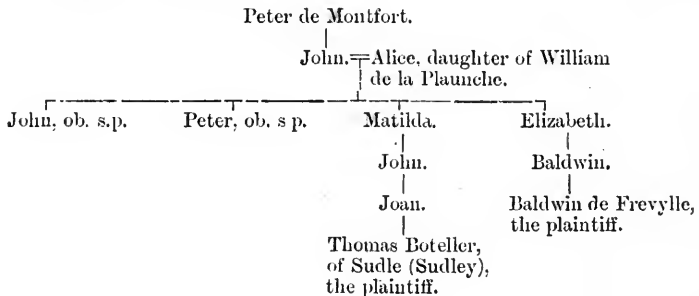 Peter de Montfort.
John.=Alice, daughter of William
de la Plaunche.
John, ob. s.p. Peter, ob. s p. Matilda. Elizabeth.
John. Baldwin.
Joan. Baldwin de Frevylle,
the plaintiff.
Thomas Boteller,
of Sudle (Sudley),
the plaintiff.